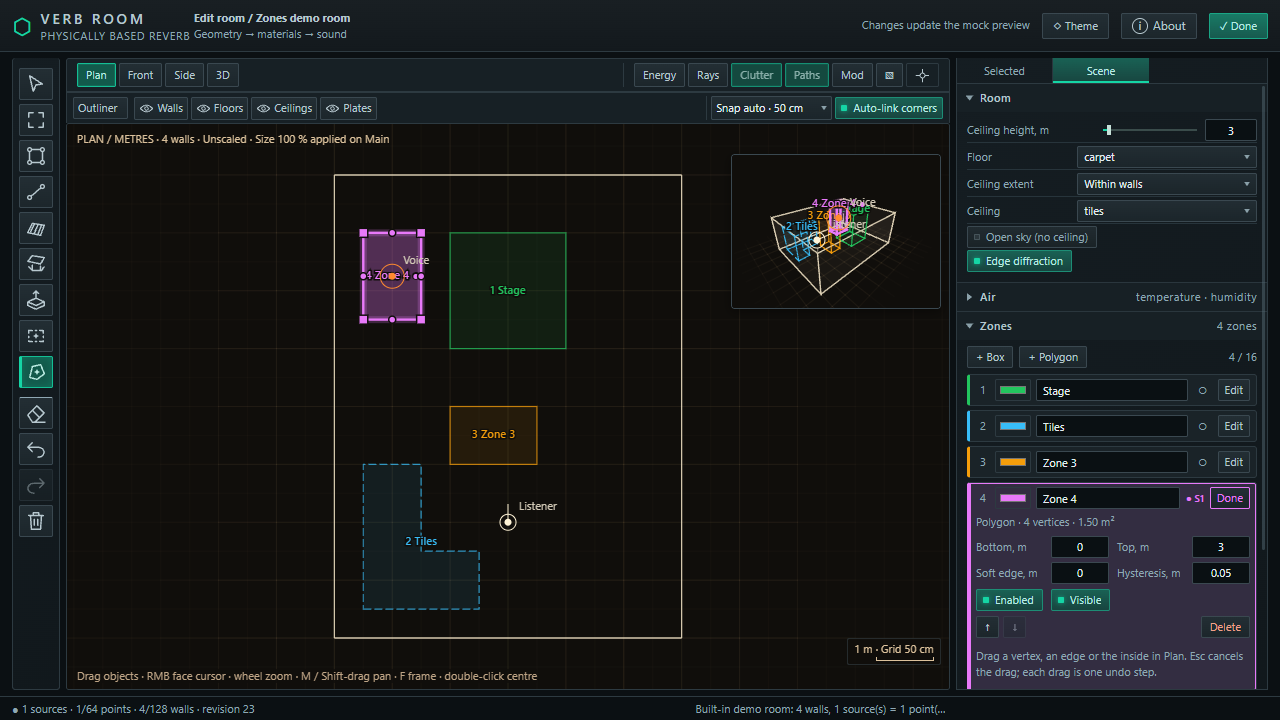 VERB ROOM
PHYSICALLY BASED REVERB
Edit room / Zones demo room
Geometry → materials → sound
Changes update the mock preview
◇ Theme
About
✓ Done
Plan
Front
Side
3D
Energy
Rays
Clutter
Paths
Mod
Outliner
Walls
Floors
Ceilings
Plates
Snap auto · 50 cm
Auto-link corners
PLAN / METRES · 4 walls · Unscaled · Size 100 % applied on Main
Voice
4 Zone 4
1 Stage
3 Zone 3
Listener
2 Tiles
4 Zone
Voice
3 Zon
age
2 Tiles
Listener
1 m · Grid 50 cm
Drag objects · RMB face cursor · wheel zoom · M / Shift-drag pan · F frame · double-click centre
Selected
Scene
Room
Ceiling height, m
3
Floor
carpet
Ceiling extent
Within walls
Ceiling
tiles
Open sky (no ceiling)
Edge diffraction
Air
temperature · humidity
Zones
4 zones
+ Box
+ Polygon
4 / 16
1
Stage
Edit
2
Tiles
Edit
3
Zone 3
Edit
4
Zone 4
● S1
Done
Polygon · 4 vertices · 1.50 m²
Bottom, m
0
Top, m
3
Soft edge, m
0
Hysteresis, m
0.05
Enabled
Visible
↑
↓
Delete
Drag a vertex, an edge or the inside in Plan. Esc cancels
the drag; each drag is one undo step.
● 1 sources · 1/64 points · 4/128 walls · revision 23
Built-in demo room: 4 walls, 1 source(s) = 1 point(...